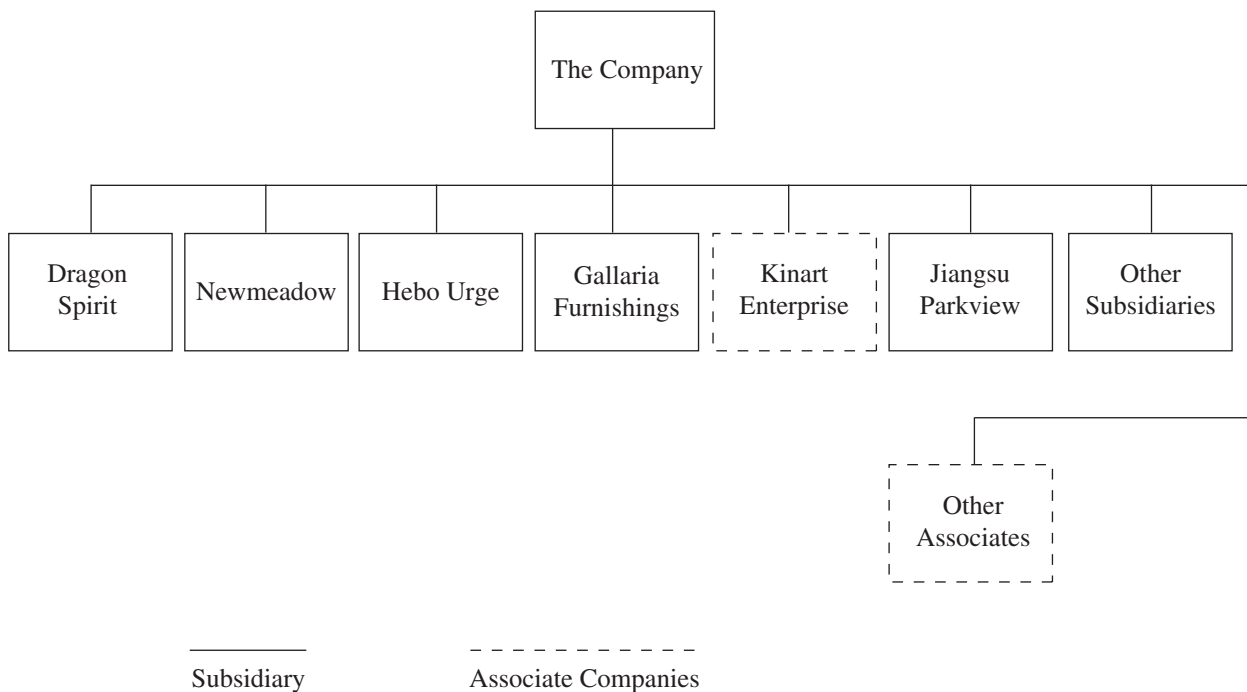 The Company
Dragon
Spirit
Newmeadow
Hebo Urge
Gallaria
Furnishings
Kinart
Enterprise
Jiangsu
Parkview
Other
Subsidiaries
Other
Associates
Subsidiary
Associate Companies